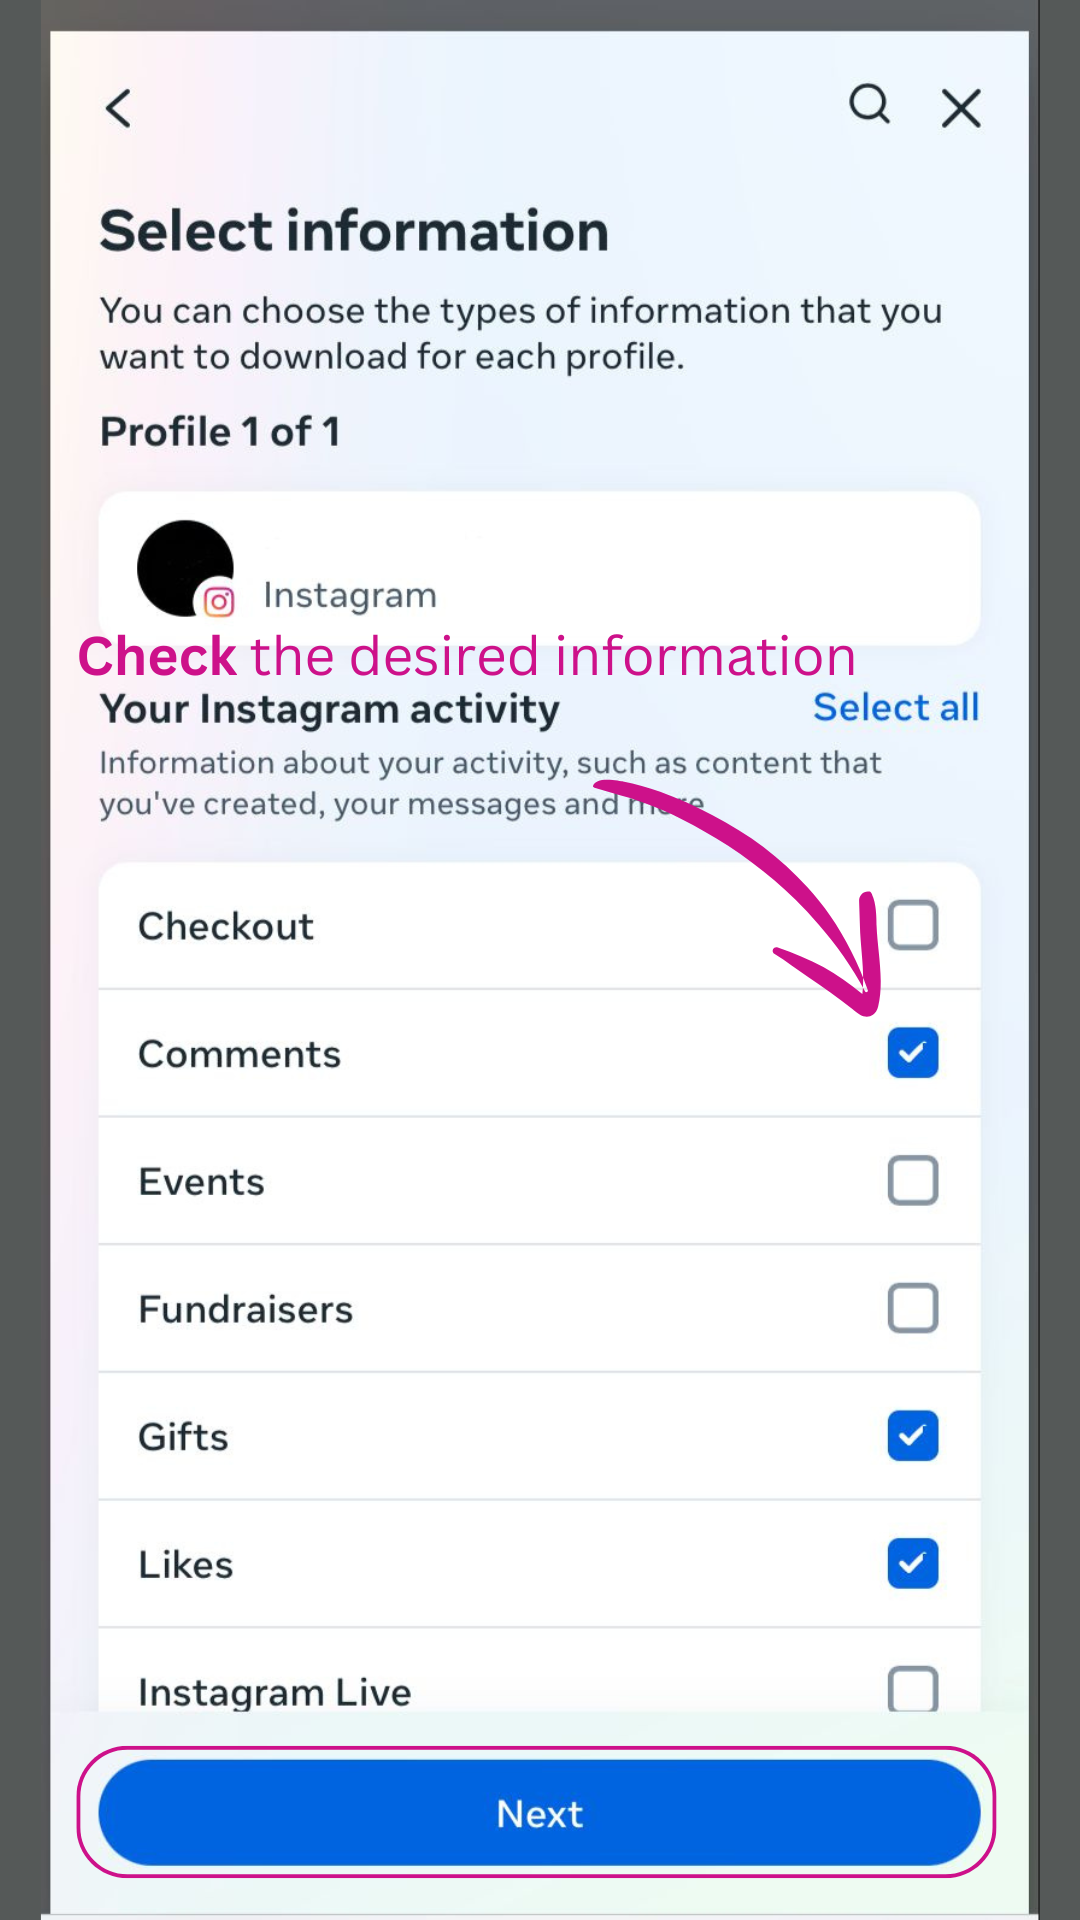 Select information
You can choose the types of information that you
want to download for each profile.
Profile 1 of 1
Instagram
Check the desired information
Your Instagram activity
Select all
Information about your activity, such as content that
you've created, your messages and more
Checkout
Comments
Events
Fundraisers
Gifts
Likes
Instagram Live
Next